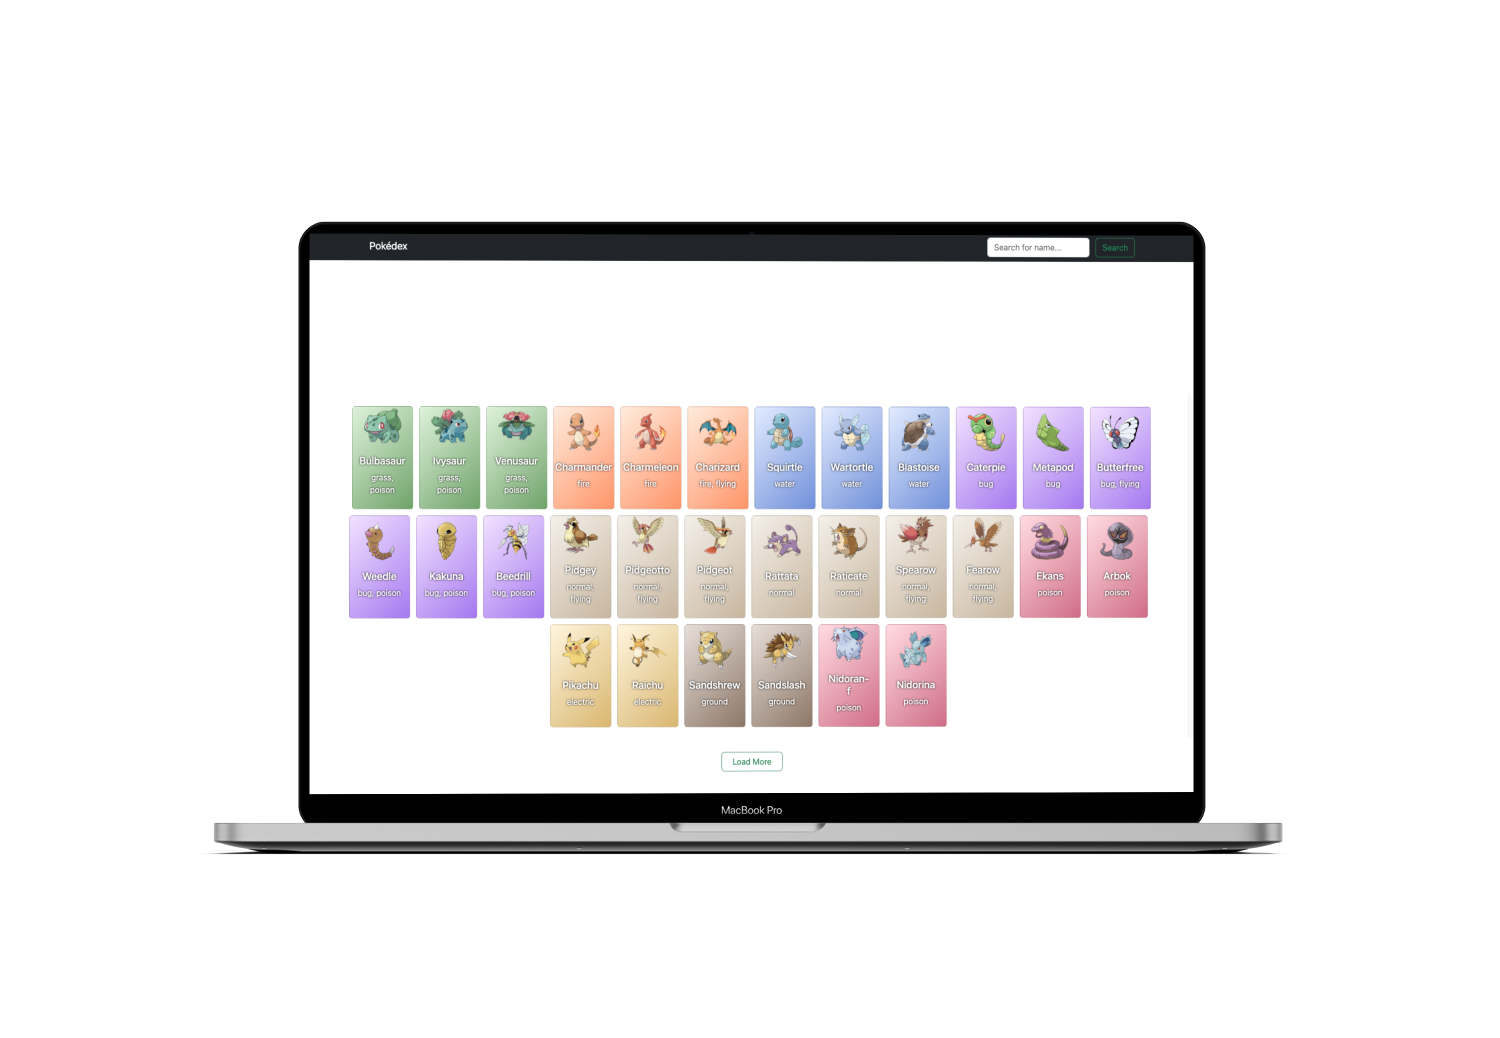 Pokédex
Search for name...
Search
Bulbasaur
grass,
poison
Ivysaur
grass,
poison
Venusaur
grass,
poison
Charmander
fire
Charmeleon
fire
Charizard
fire, flying
Squirtle
water
Wartortle
water
Blastoise
water
Caterpie
bug
Metapod
bug
Butterfree
bug, flying
Weedle
bug, poison
Kakuna
bug, poison
Beedrill
bug, poison
Pidgey
normal,
flying
Pidgeotto
normal,
flying
Pidgeot
normal,
flying
Rattata
normal
Raticate
normal
Spearow
normal,
flying
Fearow
normal,
flying
Ekans
poison
Arbok
poison
Pikachu
electric
Raichu
electric
Sandshrew
ground
Sandslash
ground
Nidoran-
f
poison
Nidorina
poison
Load More
MacBook Pro